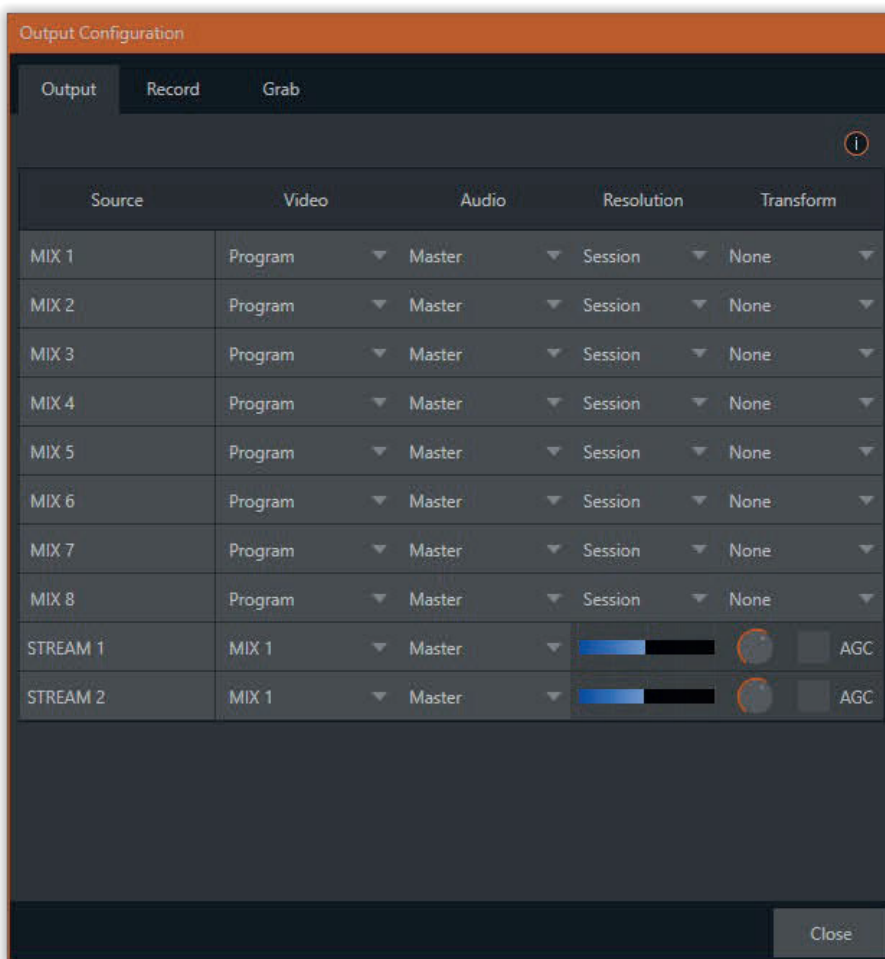 Output Configuration
Output Record Grab
i
Source Video Audio Resolution Transform
MIX 1 Program Master Session None
MIX 2 Program Master Session None
MIX 3 Program Master Session None
MIX 4 Program Master Session None
MIX 5 Program Master Session None
MIX 6 Program Master Session None
MIX 7 Program Master Session None
MIX 8 Program Master Session None
STREAM 1 MIX 1 Master AGC
STREAM 2 MIX 1 Master AGC
Close